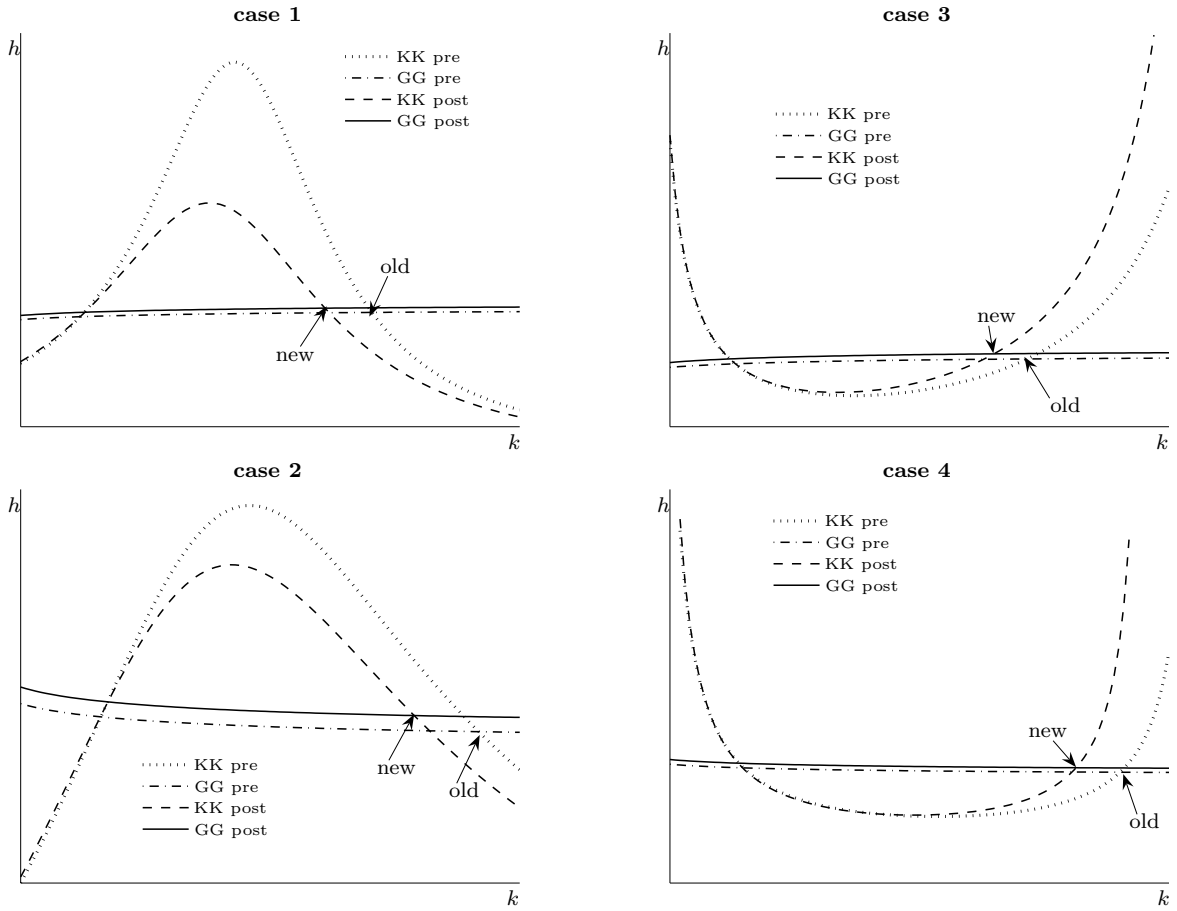 case 1
h
KK pre
GG pre
KK post
GG post
old
new
k
case 3
h
KK pre
GG pre
KK post
GG post
new
old
k
case 2
h
new
old
KK pre
GG pre
KK post
GG post
k
case 4
h
KK pre
GG pre
KK post
GG post
new
old
k